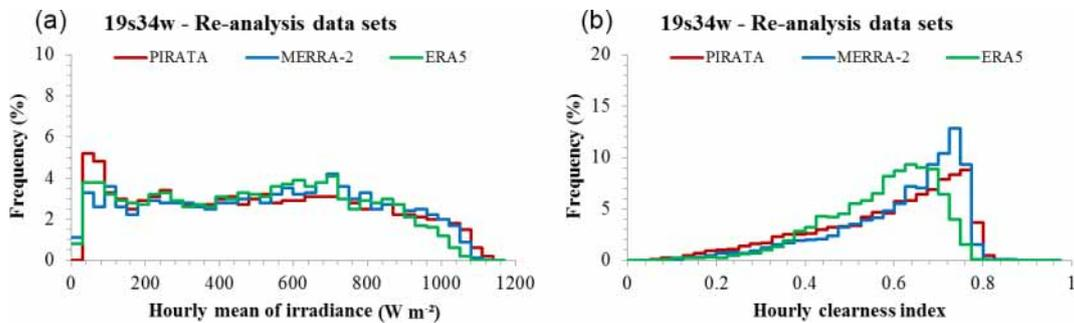 (a) 19s34w - Re-analysis data sets
PIRATA MERRA-2 ERA5
Frequency (%)
10
8
6
4
2
0
0 200 400 600 800 1000 1200
Hourly mean of irradiance (W m⁻²)
(b) 19s34w - Re-analysis data sets
PIRATA MERRA-2 ERA5
Frequency (%)
20
15
10
5
0
0 0.2 0.4 0.6 0.8 1
Hourly clearness index